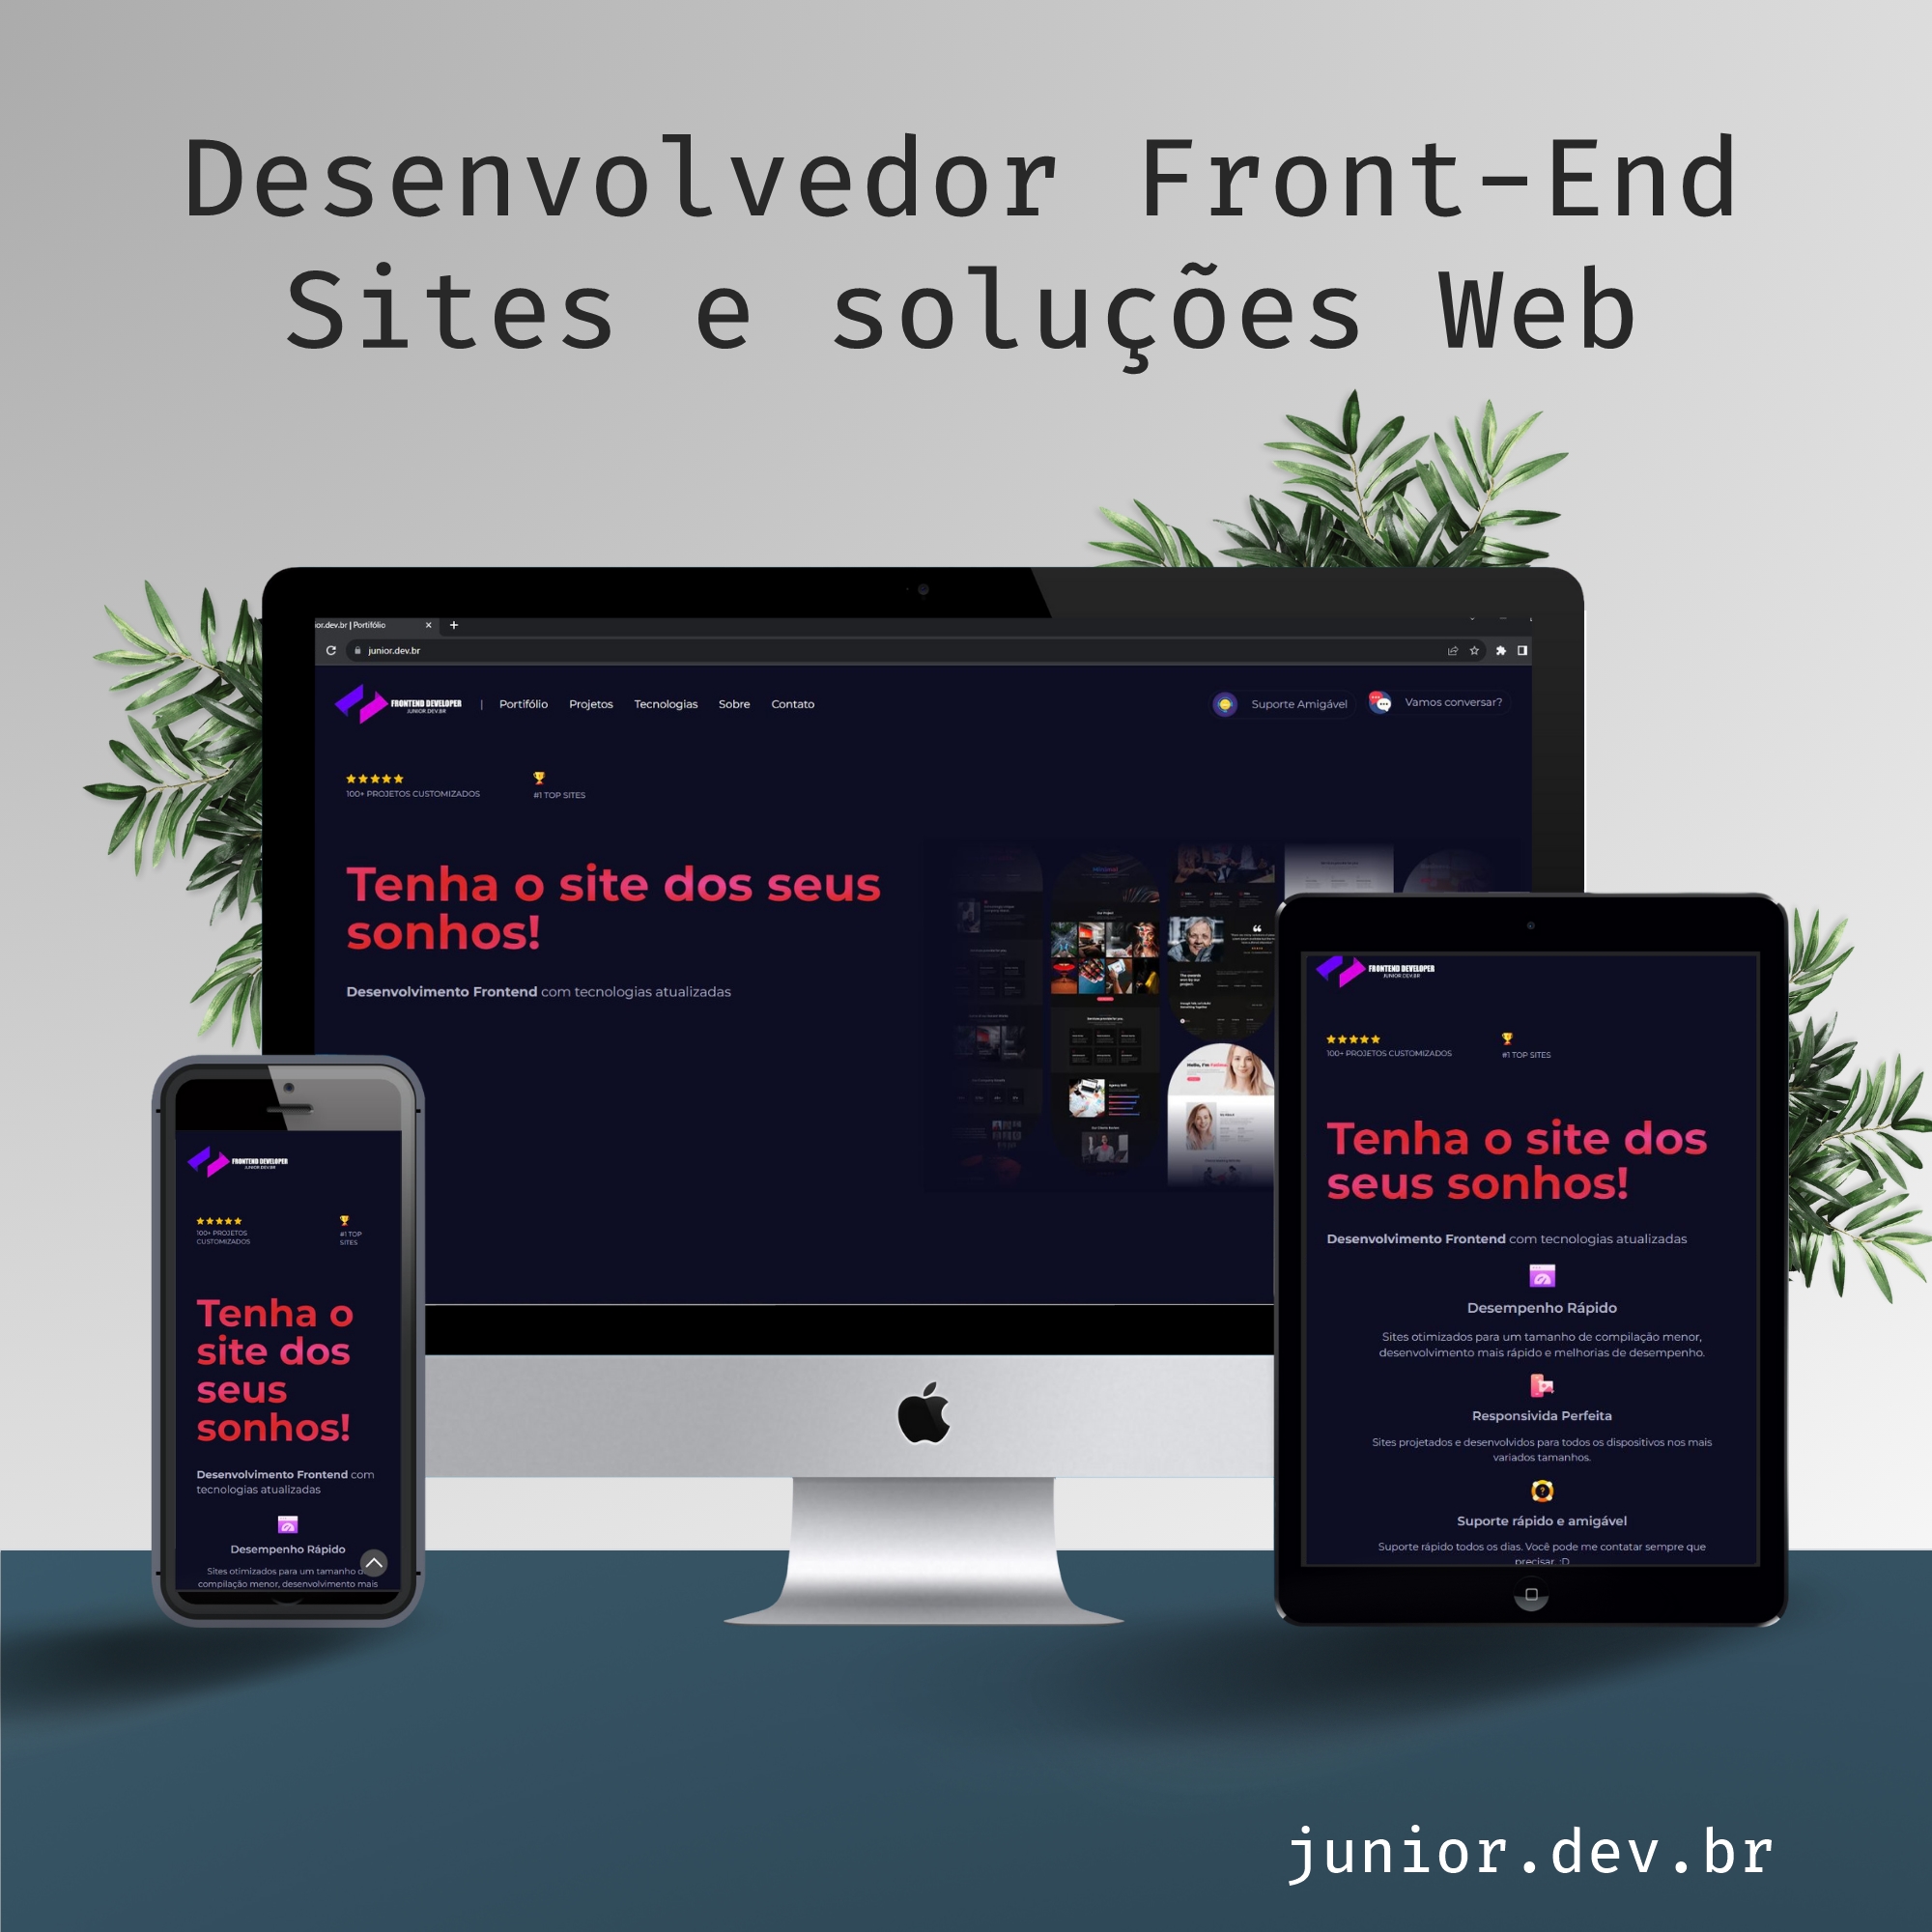 Desenvolvedor Front-End
Sites e soluções Web
ior.dev.br | Portifólio
junior.dev.br
FRONTEND DEVELOPER
JUNIOR.DEV.BR
| Portifólio Projetos Tecnologias Sobre Contato
Suporte Amigável
Vamos conversar?
100+ PROJETOS CUSTOMIZADOS
#1 TOP SITES
Tenha o site dos seus
sonhos!
Desenvolvimento Frontend com tecnologias atualizadas
Hello, I'm
FRONTEND DEVELOPER
JUNIOR.DEV.BR
100+ PROJETOS
CUSTOMIZADOS
#1 TOP
SITES
Tenha o
site dos
seus
sonhos!
Desenvolvimento Frontend com
tecnologias atualizadas
Desempenho Rápido
Sites otimizados para um tamanho
compilação menor, desenvolvimento mais
FRONTEND DEVELOPER
JUNIOR.DEV.BR
100+ PROJETOS CUSTOMIZADOS
#1 TOP SITES
Tenha o site dos
seus sonhos!
Desenvolvimento Frontend com tecnologias atualizadas
Desempenho Rápido
Sites otimizados para um tamanho de compilação menor,
desenvolvimento mais rápido e melhorias de desempenho.
Responsivida Perfeita
Sites projetados e desenvolvidos para todos os dispositivos nos mais
variados tamanhos.
Suporte rápido e amigável
Suporte rápido todos os dias. Você pode me contatar sempre que
precisar. :D
junior.dev.br